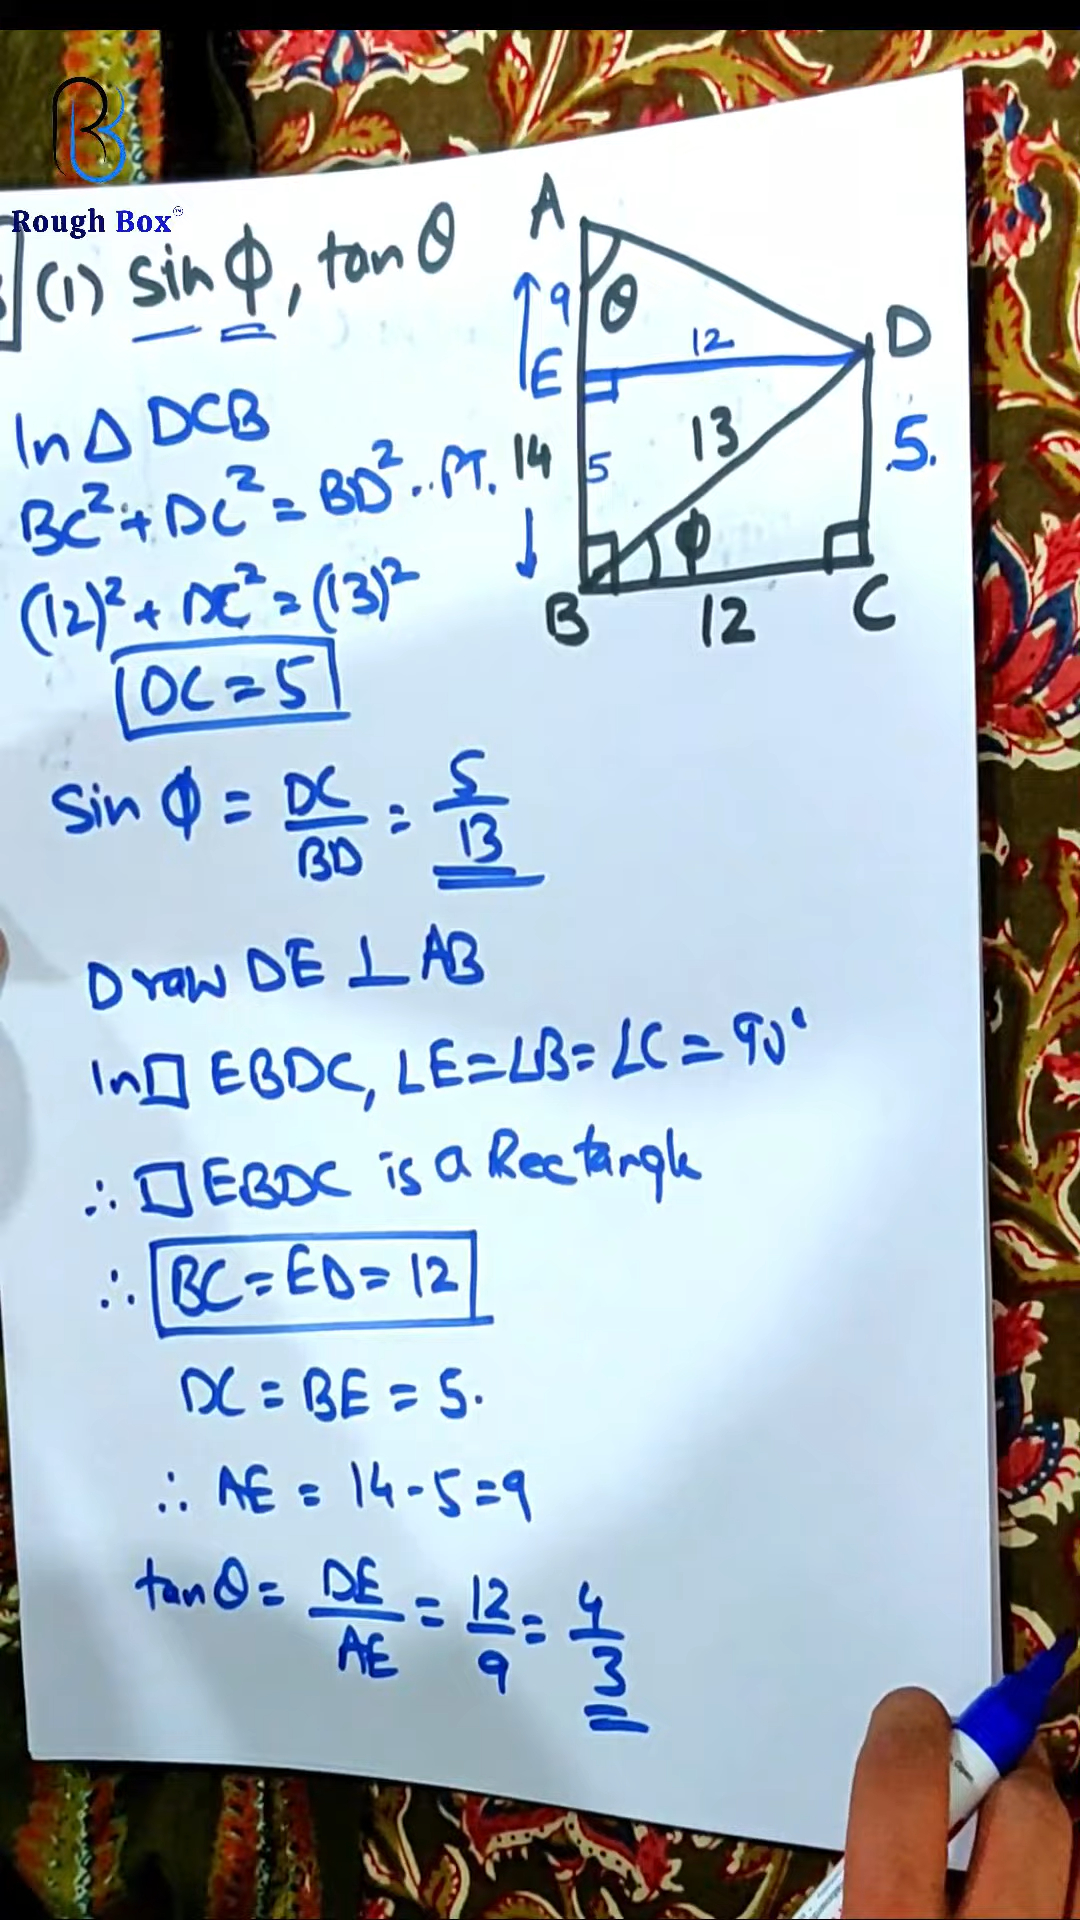 Rough Box™
(1) sin ϕ, tan θ
A
9
θ
E
12
D
14
5
13
5.
ϕ
B
12
C
In Δ DCB
BC² + DC² = BD² .. P.T.
(12)² + DC² = (13)²
DC = 5
Sin ϕ = DC/BD = 5/13
Draw DE ⊥ AB
In □ EBDC, ∠E = ∠B = ∠C = 90°
∴ □ EBDC is a Rectangle
∴ BC = ED = 12
DC = BE = 5.
∴ AE = 14 - 5 = 9
tan θ = DE/AE = 12/9 = 4/3